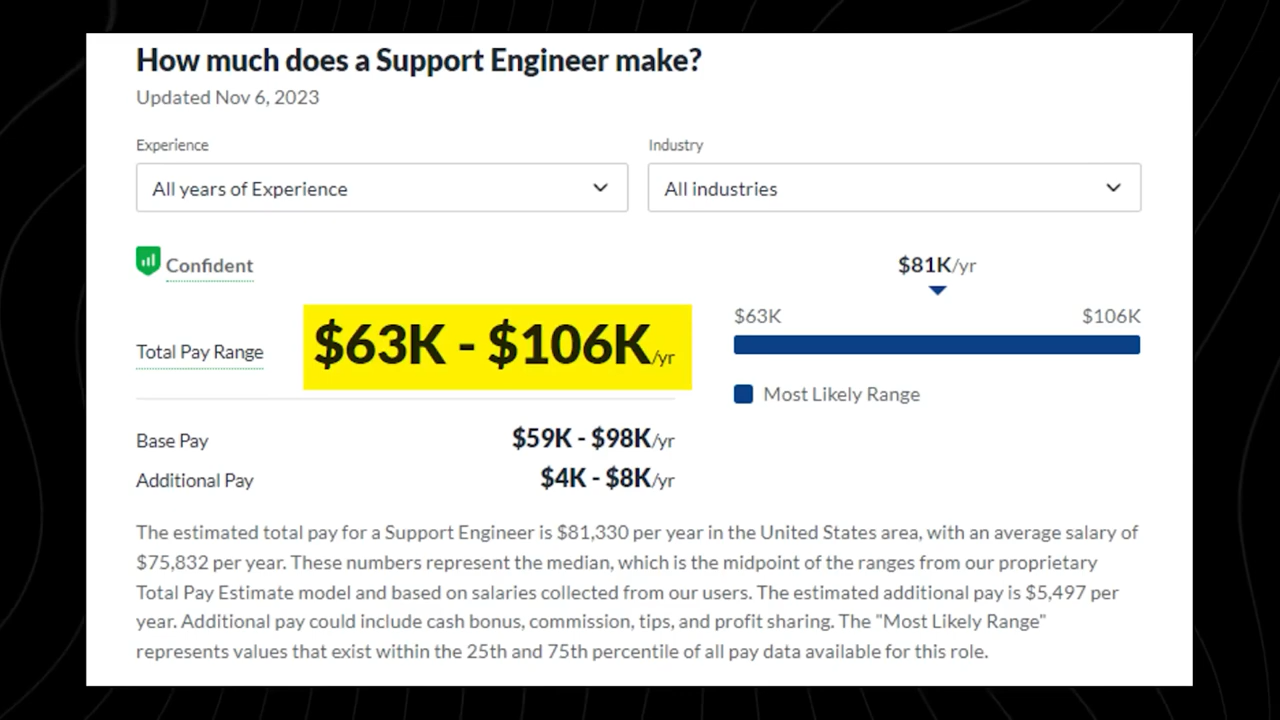 How much does a Support Engineer make?
Updated Nov 6, 2023
Experience
Industry
All years of Experience
All industries
Confident
$81K/yr
$63K
$106K
Total Pay Range
$63K - $106K/yr
Most Likely Range
Base Pay
$59K - $98K/yr
Additional Pay
$4K - $8K/yr
The estimated total pay for a Support Engineer is $81,330 per year in the United States area, with an average salary of
$75,832 per year. These numbers represent the median, which is the midpoint of the ranges from our proprietary
Total Pay Estimate model and based on salaries collected from our users. The estimated additional pay is $5,497 per
year. Additional pay could include cash bonus, commission, tips, and profit sharing. The "Most Likely Range"
represents values that exist within the 25th and 75th percentile of all pay data available for this role.